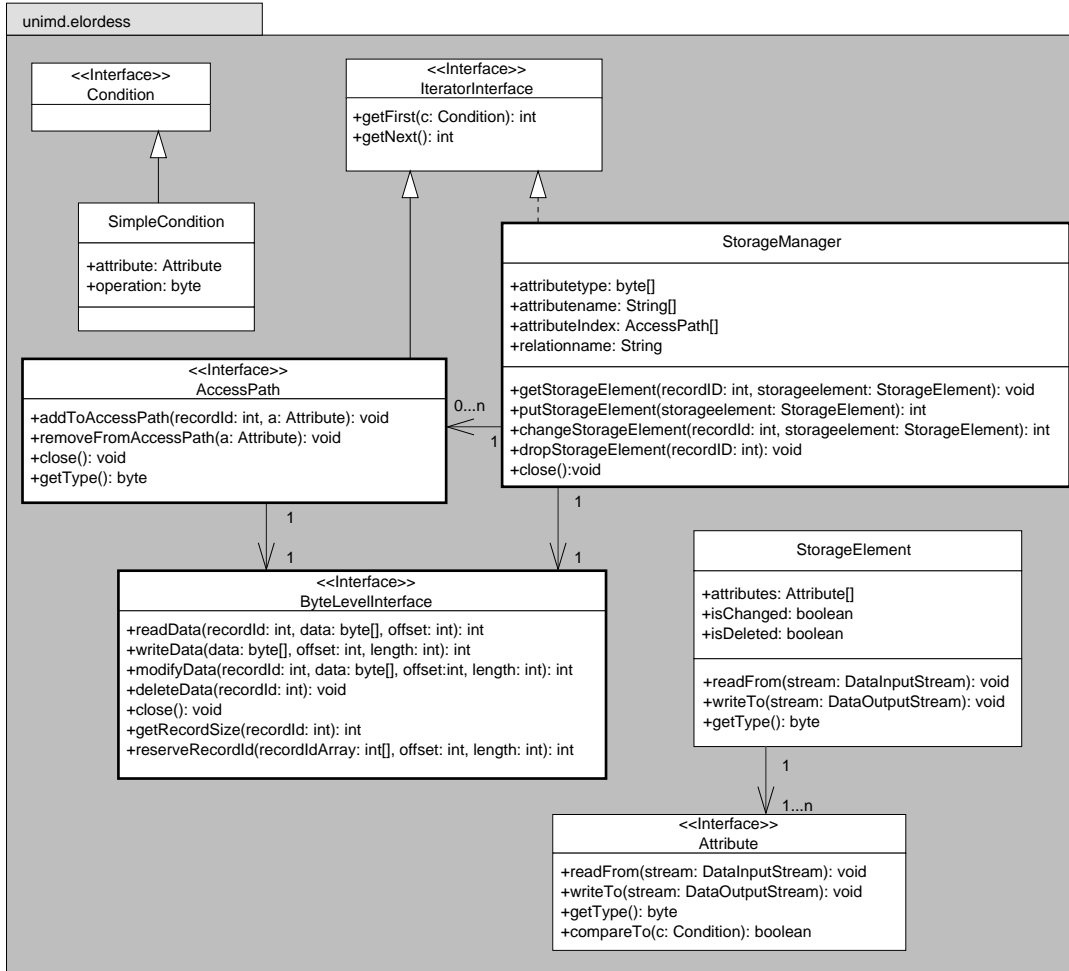 unimd.elordess
<<Interface>>
Condition
<<Interface>>
IteratorInterface
+getFirst(c: Condition): int
+getNext(): int
SimpleCondition
+attribute: Attribute
+operation: byte
StorageManager
+attributetype: byte[]
+attributename: String[]
+attributeIndex: AccessPath[]
+relationname: String
+getStorageElement(recordID: int, storageelement: StorageElement): void
+putStorageElement(storageelement: StorageElement): int
+changeStorageElement(recordId: int, storageelement: StorageElement): int
+dropStorageElement(recordID: int): void
+close():void
<<Interface>>
AccessPath
+addToAccessPath(recordId: int, a: Attribute): void
+removeFromAccessPath(a: Attribute): void
+close(): void
+getType(): byte
0...n
1
1
1
1
1
<<Interface>>
ByteLevelInterface
+readData(recordId: int, data: byte[], offset: int): int
+writeData(data: byte[], offset: int, length: int): int
+modifyData(recordId: int, data: byte[], offset:int, length: int): int
+deleteData(recordId: int): void
+close(): void
+getRecordSize(recordId: int): int
+reserveRecordId(recordIdArray: int[], offset: int, length: int): int
StorageElement
+attributes: Attribute[]
+isChanged: boolean
+isDeleted: boolean
+readFrom(stream: DataInputStream): void
+writeTo(stream: DataOutputStream): void
+getType(): byte
1
1...n
<<Interface>>
Attribute
+readFrom(stream: DataInputStream): void
+writeTo(stream: DataOutputStream): void
+getType(): byte
+compareTo(c: Condition): boolean